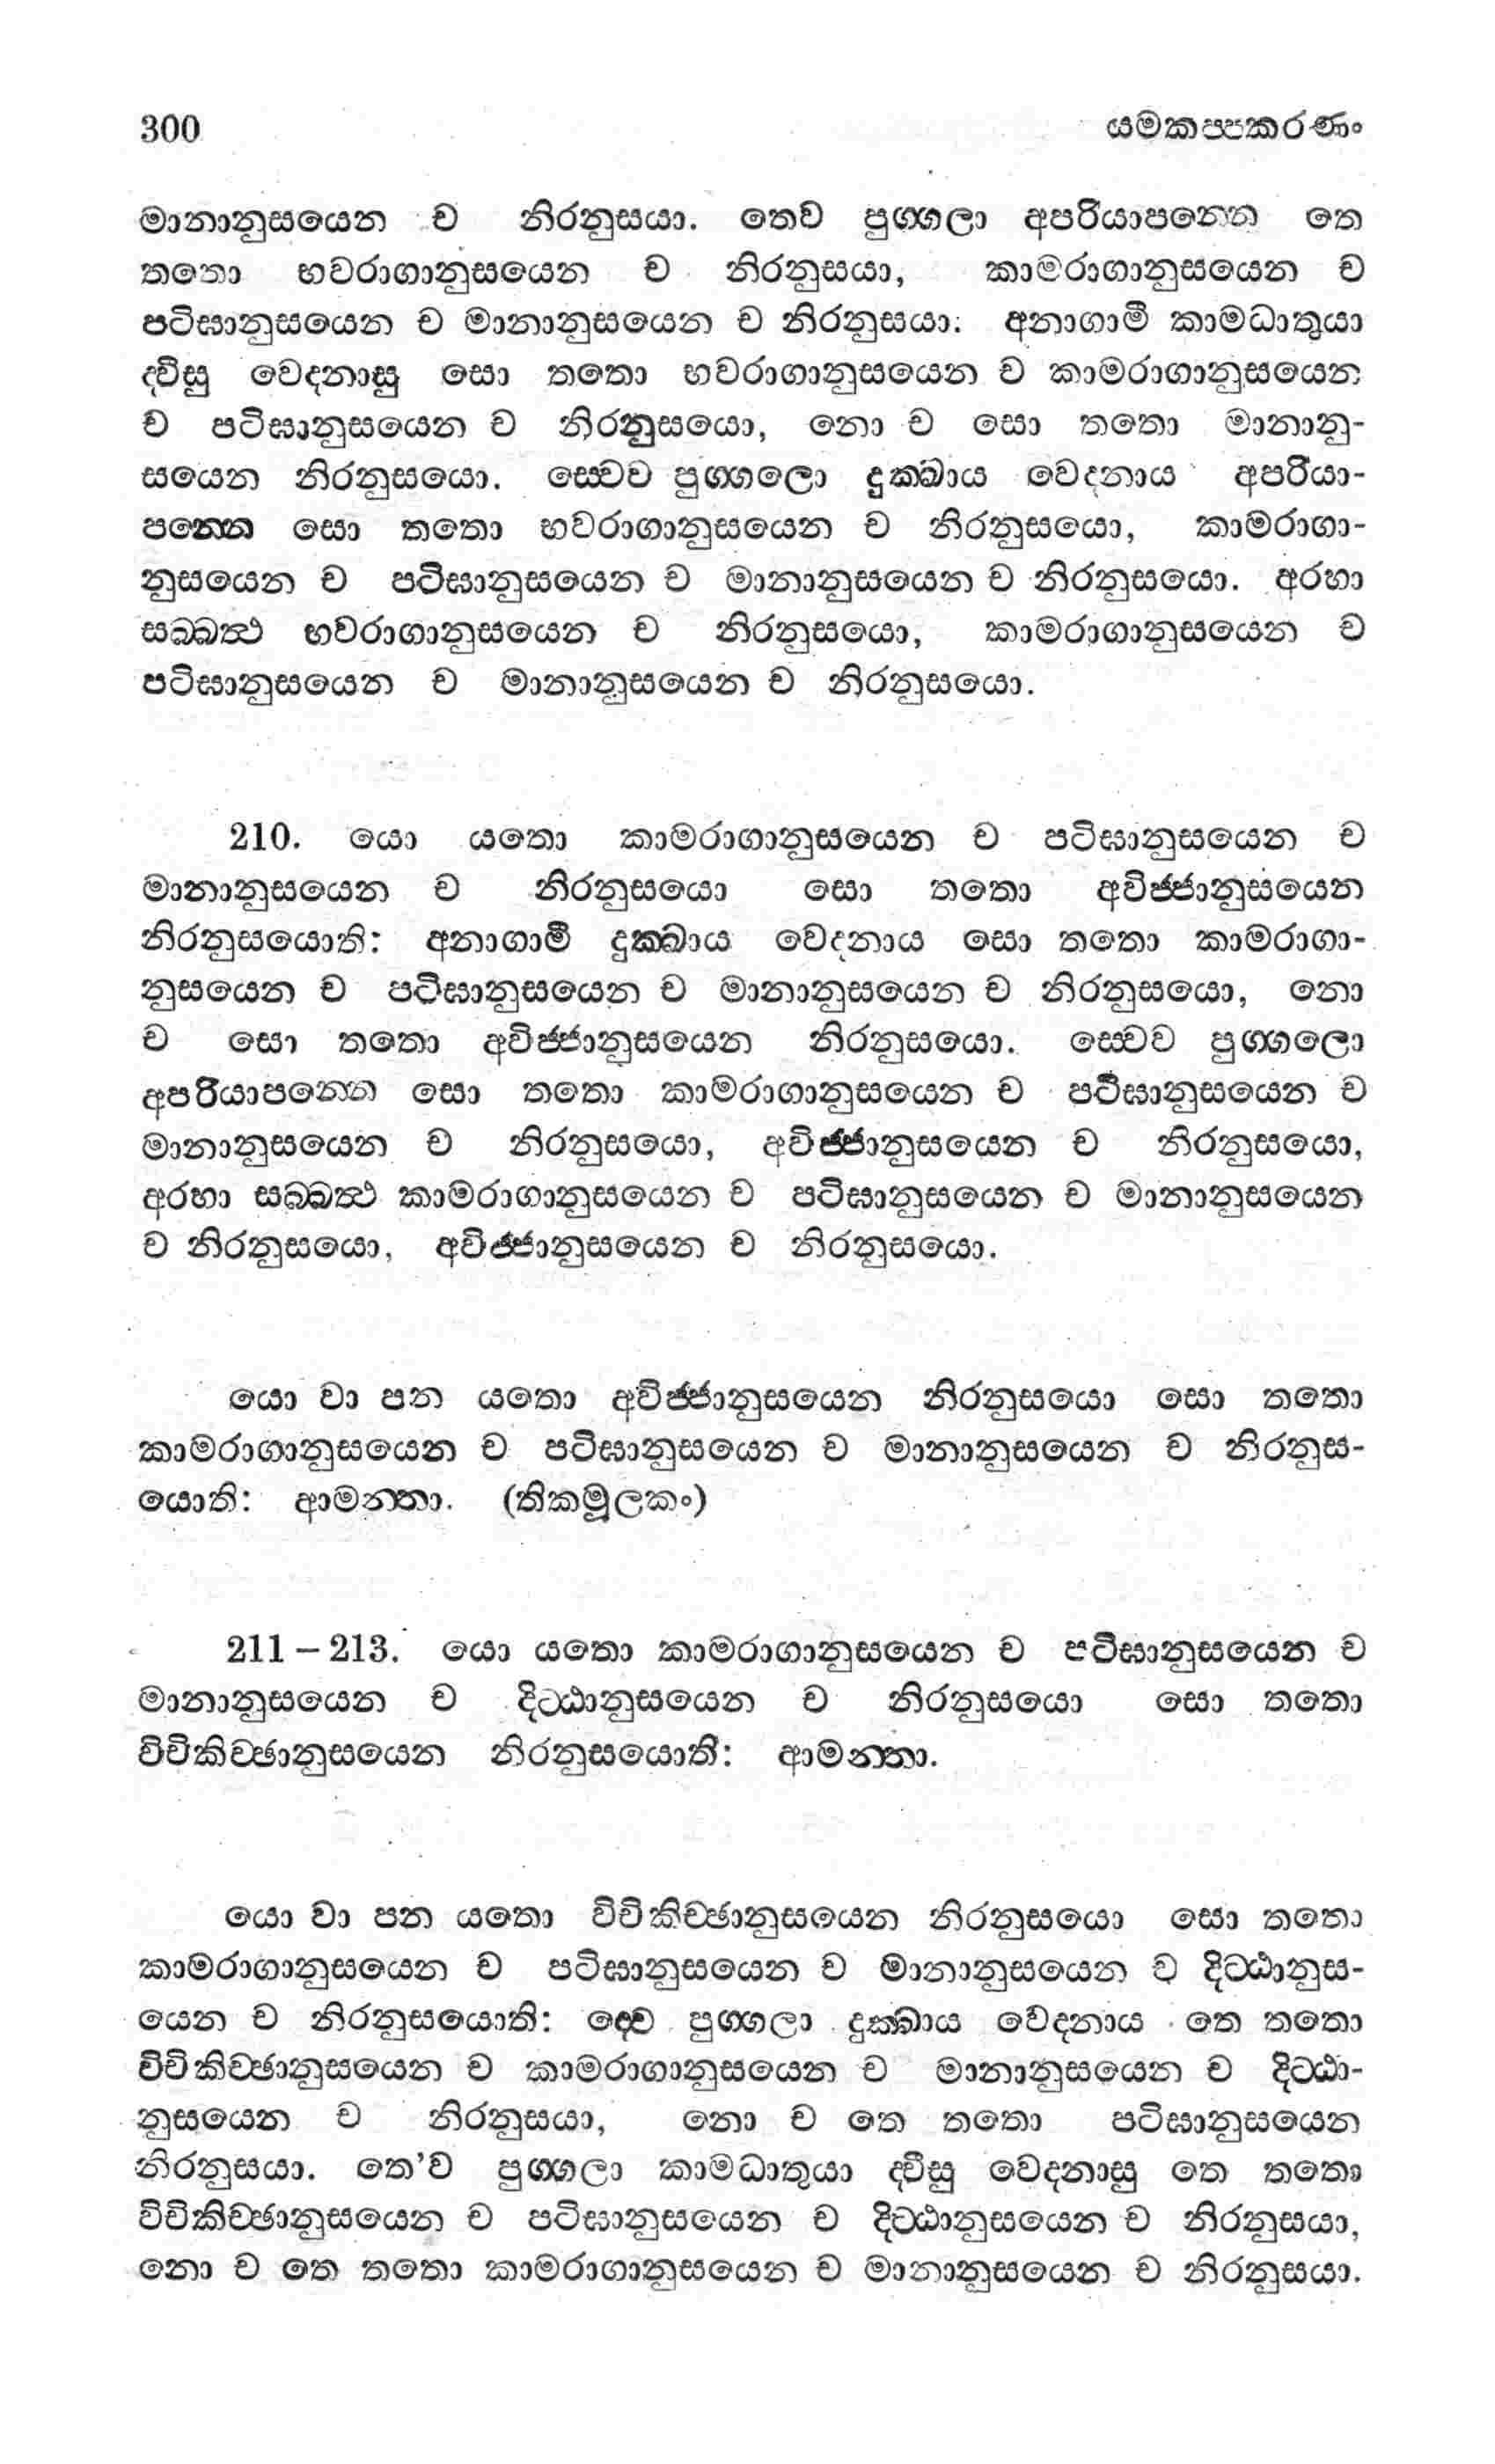 300 යමකප්පකරණං
මානානුසයෙන ච නිරනුසයා. තෙව පුග්ගලා අපරියාපන්නෙ තෙ
තතො භවරාගානුසයෙන ච නිරනුසයා, කාමරාගානුසයෙන ච
පටිඝානුසයෙන ච මානානුසයෙන ච නිරනුසයා. අනාගාමී කාමධාතුයා
ද්වීසු වෙදනාසු සො තතො භවරාගානුසයෙන ච කාමරාගානුසයෙන
ච පටිඝානුසයෙන ච නිරනුසයො, නො ච සො තතො මානානු-
සයෙන නිරනුසයො. ස්වෙව පුග්ගලො දුක්ඛාය වෙදනාය අපරියා-
පන්නෙ සො තතො භවරාගානුසයෙන ච නිරනුසයො, කාමරාගා-
නුසයෙන ච පටිඝානුසයෙන ච මානානුසයෙන ච නිරනුසයො. අරහා
සබ්බත්ථ භවරාගානුසයෙන ච නිරනුසයො, කාමරාගානුසයෙන ච
පටිඝානුසයෙන ච මානානුසයෙන ච නිරනුසයො.
210. යො යතො කාමරාගානුසයෙන ච පටිඝානුසයෙන ච
මානානුසයෙන ච නිරනුසයො සො තතො අවිජ්ජානුසයෙන
නිරනුසයොති: අනාගාමී දුක්ඛාය වෙදනාය සො තතො කාමරාගා-
නුසයෙන ච පටිඝානුසයෙන ච මානානුසයෙන ච නිරනුසයො, නො
ච සො තතො අවිජ්ජානුසයෙන නිරනුසයො. ස්වෙව පුග්ගලො
අපරියාපන්නෙ සො තතො කාමරාගානුසයෙන ච පටිඝානුසයෙන ච
මානානුසයෙන ච නිරනුසයො, අවිජ්ජානුසයෙන ච නිරනුසයො,
අරහා සබ්බත්ථ කාමරාගානුසයෙන ච පටිඝානුසයෙන ච මානානුසයෙන
ච නිරනුසයො, අවිජ්ජානුසයෙන ච නිරනුසයො.
යො වා පන යතො අවිජ්ජානුසයෙන නිරනුසයො සො තතො
කාමරාගානුසයෙන ච පටිඝානුසයෙන ච මානානුසයෙන ච නිරනුස-
යොති: ආමන්තා. (තිකමූලකං)
211 – 213. යො යතො කාමරාගානුසයෙන ච පටිඝානුසයෙන ච
මානානුසයෙන ච දිට්ඨානුසයෙන ච නිරනුසයො සො තතො
විචිකිච්ඡානුසයෙන නිරනුසයොති: ආමන්තා.
යො වා පන යතො විචිකිච්ඡානුසයෙන නිරනුසයො සො තතො
කාමරාගානුසයෙන ච පටිඝානුසයෙන ච මානානුසයෙන ච දිට්ඨානුස-
යෙන ච නිරනුසයොති: ද්වෙ පුග්ගලා දුක්ඛාය වෙදනාය තෙ තතො
විචිකිච්ඡානුසයෙන ච කාමරාගානුසයෙන ච මානානුසයෙන ච දිට්ඨා-
නුසයෙන ච නිරනුසයා, නො ච තෙ තතො පටිඝානුසයෙන
නිරනුසයා. තෙ'ව පුග්ගලා කාමධාතුයා ද්වීසු වෙදනාසු තෙ තතො
විචිකිච්ඡානුසයෙන ච පටිඝානුසයෙන ච දිට්ඨානුසයෙන ච නිරනුසයා,
නො ච තෙ තතො කාමරාගානුසයෙන ච මානානුසයෙන ච නිරනුසයා.